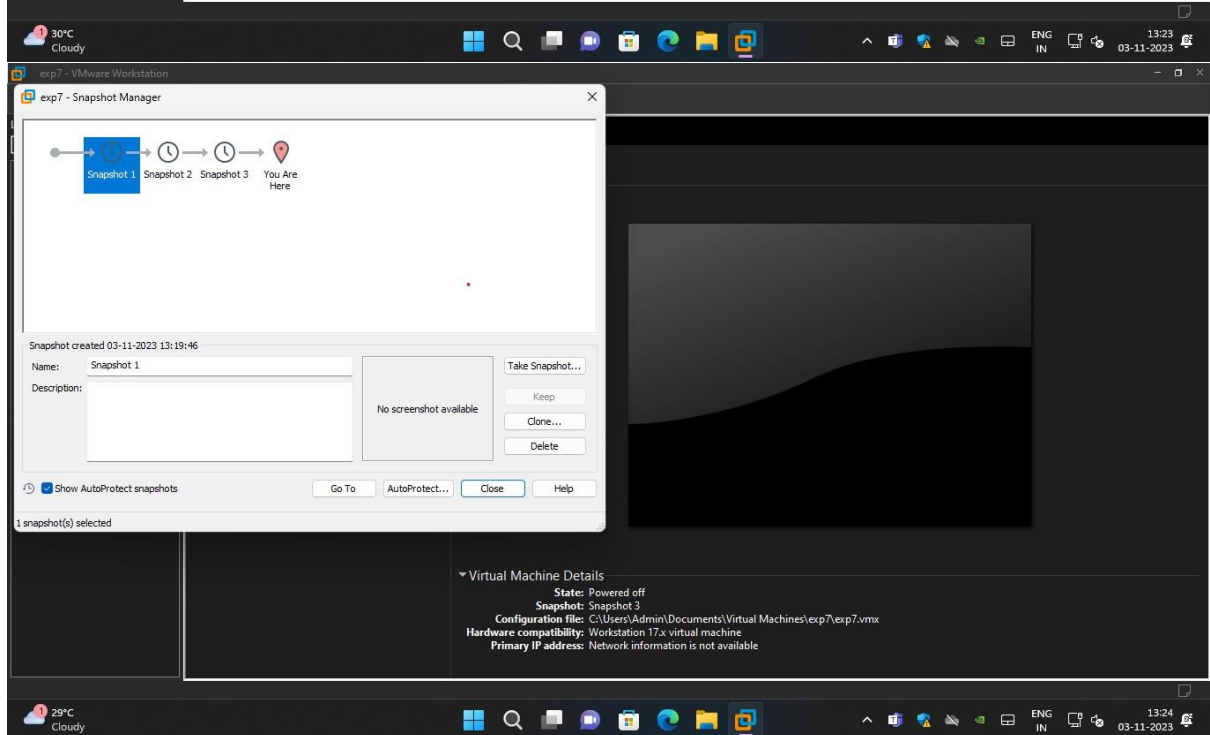 1
30°C
Cloudy
ENG
IN
13:23
03-11-2023
exp7 - VMware Workstation
exp7 - Snapshot Manager
Snapshot 1
Snapshot 2
Snapshot 3
You Are
Here
Snapshot created 03-11-2023 13:19:46
Name:
Snapshot 1
Take Snapshot...
Description:
No screenshot available
Keep
Clone...
Delete
Show AutoProtect snapshots
Go To
AutoProtect...
Close
Help
1 snapshot(s) selected
Virtual Machine Details
State: Powered off
Snapshot: Snapshot 3
Configuration file: C:\Users\Admin\Documents\Virtual Machines\exp7\exp7.vmx
Hardware compatibility: Workstation 17.x virtual machine
Primary IP address: Network information is not available
1
29°C
Cloudy
ENG
IN
13:24
03-11-2023